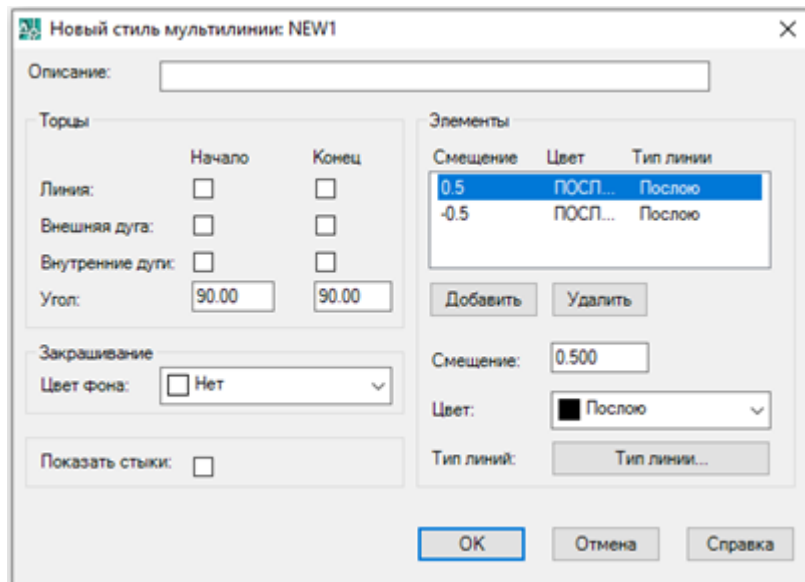 Новый стиль мультилинии: NEW1
Описание:
Торцы
Начало Конец
Линия:
Внешняя дуга:
Внутренние дуги:
Угол: 90.00 90.00
Закрашивание
Цвет фона: Нет
Показать стыки:
Элементы
Смещение Цвет Тип линии
0.5 ПОСЛ... Послою
-0.5 ПОСЛ... Послою
Добавить Удалить
Смещение: 0.500
Цвет: Послою
Тип линий: Тип линии...
OK Отмена Справка